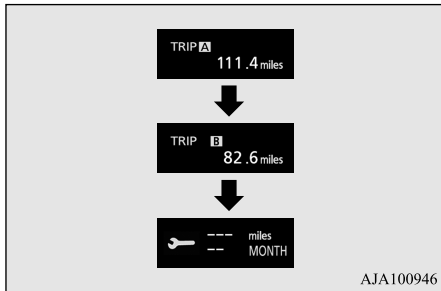 TRIP A
111.4 miles
TRIP B
82.6 miles
--- miles
-- MONTH
AJA100946